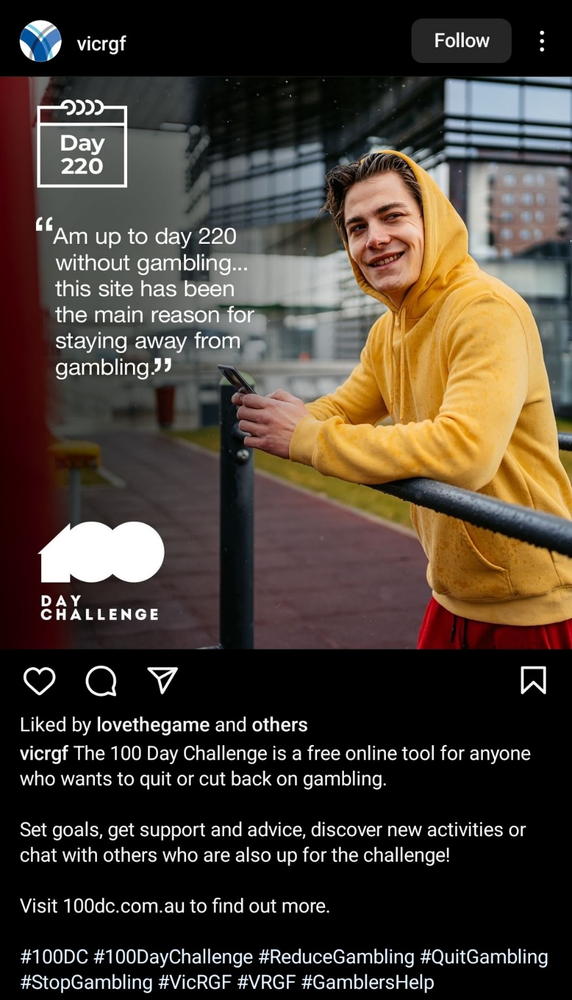 vicrgf
Follow
Day
220
“Am up to day 220
without gambling...
this site has been
the main reason for
staying away from
gambling.”
100
DAY
CHALLENGE
Liked by lovethegame and others
vicrgf The 100 Day Challenge is a free online tool for anyone
who wants to quit or cut back on gambling.
Set goals, get support and advice, discover new activities or
chat with others who are also up for the challenge!
Visit 100dc.com.au to find out more.
#100DC #100DayChallenge #ReduceGambling #QuitGambling
#StopGambling #VicRGF #VRGF #GamblersHelp